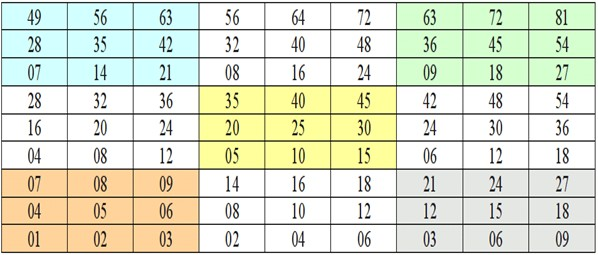 49 56 63 56 64 72 63 72 81
28 35 42 32 40 48 36 45 54
07 14 21 08 16 24 09 18 27
28 32 36 35 40 45 42 48 54
16 20 24 20 25 30 24 30 36
04 08 12 05 10 15 06 12 18
07 08 09 14 16 18 21 24 27
04 05 06 08 10 12 12 15 18
01 02 03 02 04 06 03 06 09